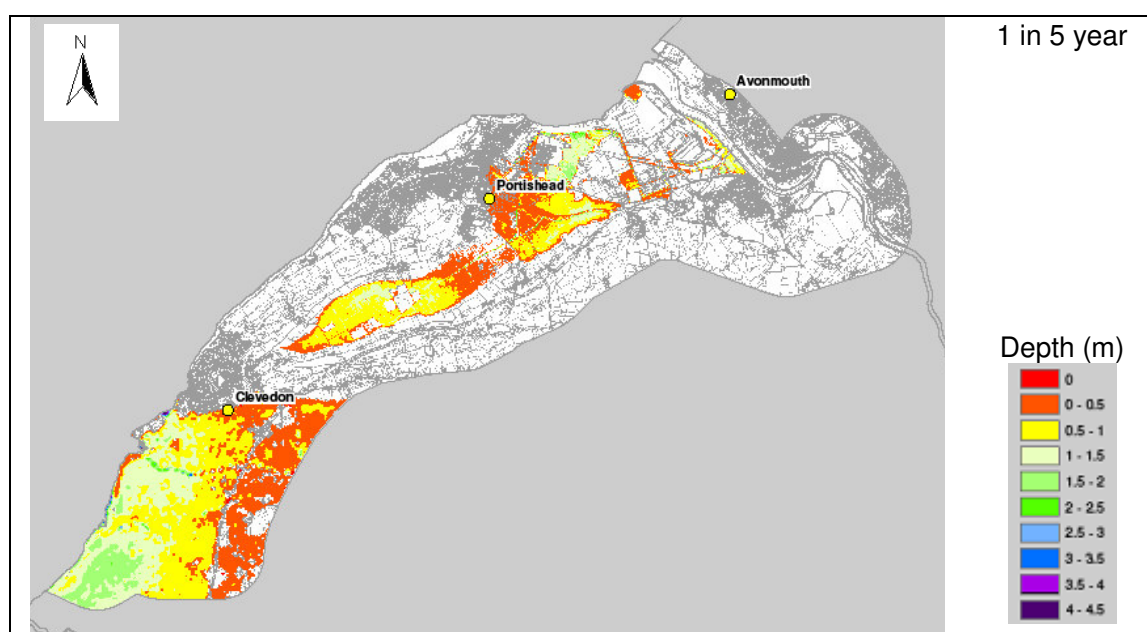 N
1 in 5 year
Avonmouth
Portishead
Clevedon
Depth (m)
0
0 - 0.5
0.5 - 1
1 - 1.5
1.5 - 2
2 - 2.5
2.5 - 3
3 - 3.5
3.5 - 4
4 - 4.5